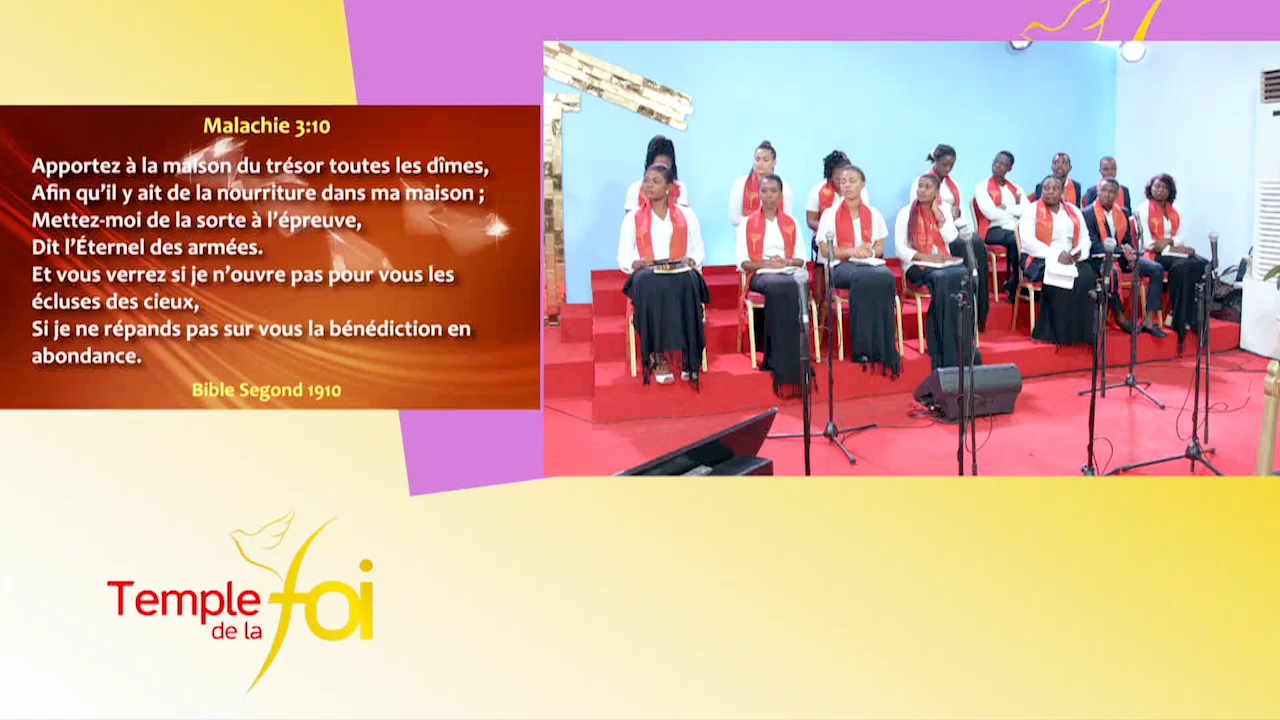 Malachie 3:10
Apportez à la maison du trésor toutes les dîmes,
Afin qu'il y ait de la nourriture dans ma maison ;
Mettez-moi de la sorte à l'épreuve,
Dit l'Éternel des armées.
Et vous verrez si je n'ouvre pas pour vous les
écluses des cieux,
Si je ne répands pas sur vous la bénédiction en
abondance.
Bible Segond 1910
Temple
de la
foi